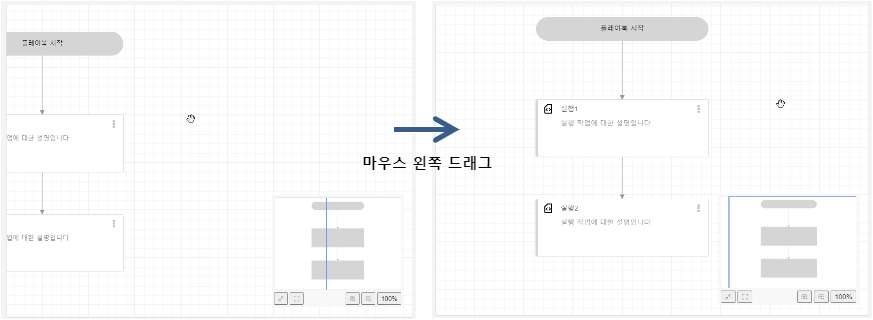 플레이북 시작
업에 대한 설명입니다
업에 대한 설명입니다
100%
마우스 왼쪽 드래그
플레이북 시작
실행1
실행 작업에 대한 설명입니다
실행2
실행 작업에 대한 설명입니다
100%